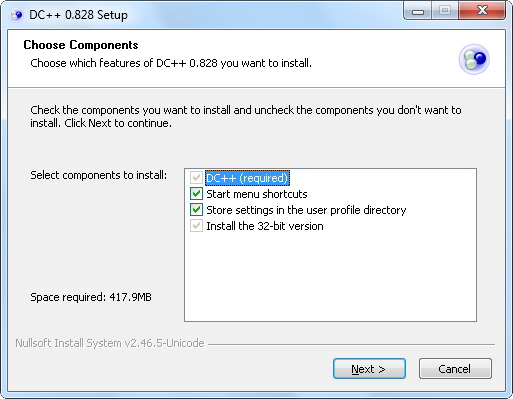 DC++ 0.828 Setup
Choose Components
Choose which features of DC++ 0.828 you want to install.
Check the components you want to install and uncheck the components you don't want to
install. Click Next to continue.
Select components to install:
DC++ (required)
Start menu shortcuts
Store settings in the user profile directory
Install the 32-bit version
Space required: 417.9MB
Nullsoft Install System v2.46.5-Unicode
Next >
Cancel